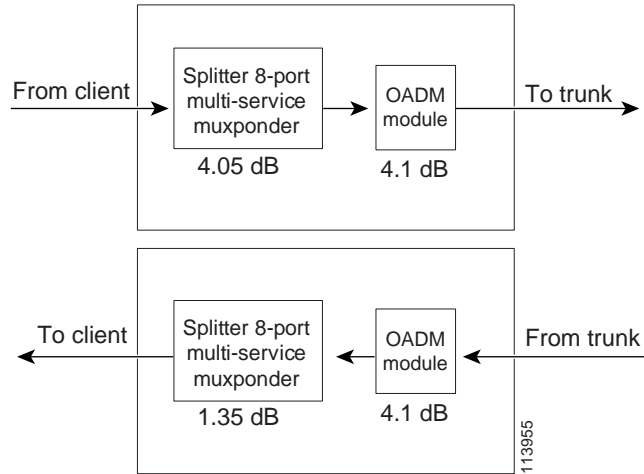 From client
Splitter 8-port
multi-service
muxponder
4.05 dB
OADM
module
4.1 dB
To trunk
To client
Splitter 8-port
multi-service
muxponder
1.35 dB
OADM
module
4.1 dB
From trunk
113955